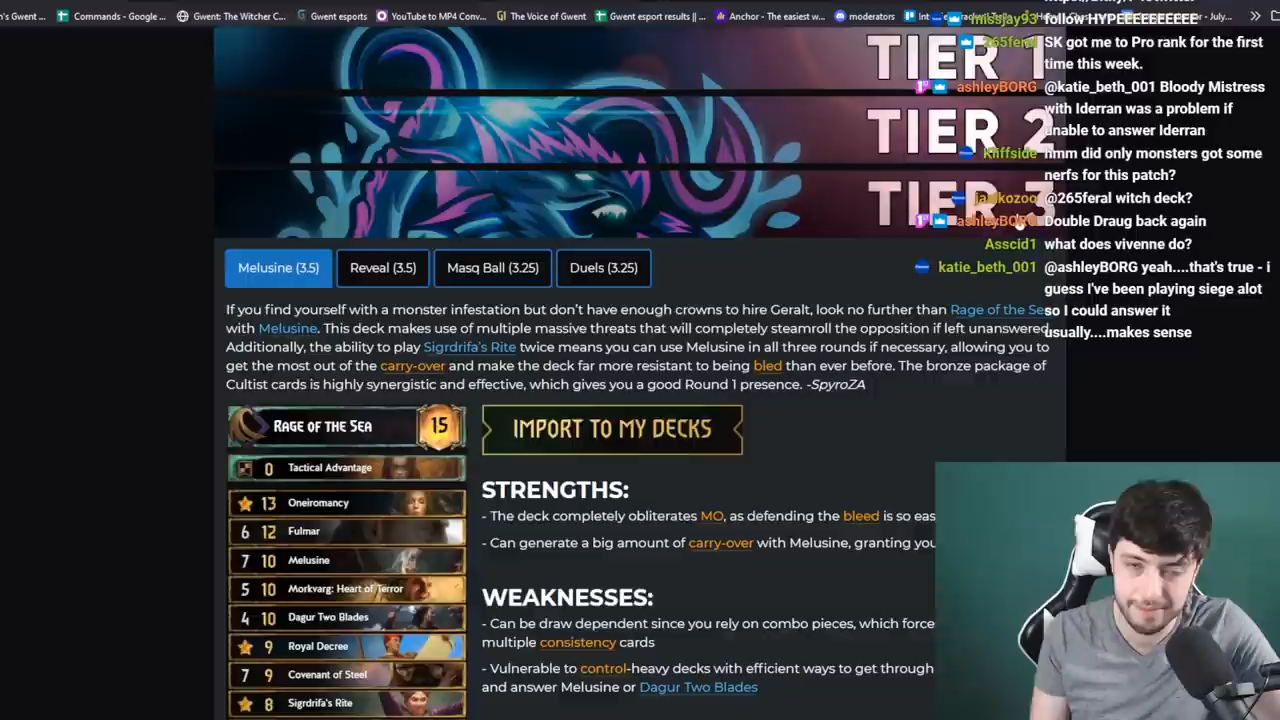 n's Gwent ...
Commands - Google ...
Gwent: The Witcher C...
Gwent esports
YouTube to MP4 Conv...
The Voice of Gwent
Gwent esport results || ...
Anchor - The easiest w...
moderators
July...
missjay93 follow HYPEEEEEEEEEE
265feral SK got me to Pro rank for the first
time this week.
ashleyBORG @katie_beth_001 Bloody Mistress
with Iderran was a problem if
unable to answer Iderran
Kliffside hmm did only monsters got some
nerfs for this patch?
@265feral witch deck?
ashleyBORG Double Draug back again
Asscid1 what does vivenne do?
katie_beth_001 @ashleyBORG yeah....that's true - i
guess I've been playing siege alot
so I could answer it
usually....makes sense
TIER 1
TIER 2
TIER 3
Melusine (3.5)
Reveal (3.5)
Masq Ball (3.25)
Duels (3.25)
If you find yourself with a monster infestation but don't have enough crowns to hire Geralt, look no further than Rage of the Se
with Melusine. This deck makes use of multiple massive threats that will completely steamroll the opposition if left unanswered.
Additionally, the ability to play Sigrdrifa's Rite twice means you can use Melusine in all three rounds if necessary, allowing you to
get the most out of the carry-over and make the deck far more resistant to being bled than ever before. The bronze package of
Cultist cards is highly synergistic and effective, which gives you a good Round 1 presence. -SpyroZA
RAGE OF THE SEA 15
0 Tactical Advantage
13 Oneiromancy
6 12 Fulmar
7 10 Melusine
5 10 Morkvarg: Heart of Terror
4 10 Dagur Two Blades
9 Royal Decree
7 9 Covenant of Steel
8 Sigrdrifa's Rite
IMPORT TO MY DECKS
STRENGTHS:
- The deck completely obliterates MO, as defending the bleed is so eas
- Can generate a big amount of carry-over with Melusine, granting you
WEAKNESSES:
- Can be draw dependent since you rely on combo pieces, which force
multiple consistency cards
- Vulnerable to control-heavy decks with efficient ways to get through
and answer Melusine or Dagur Two Blades